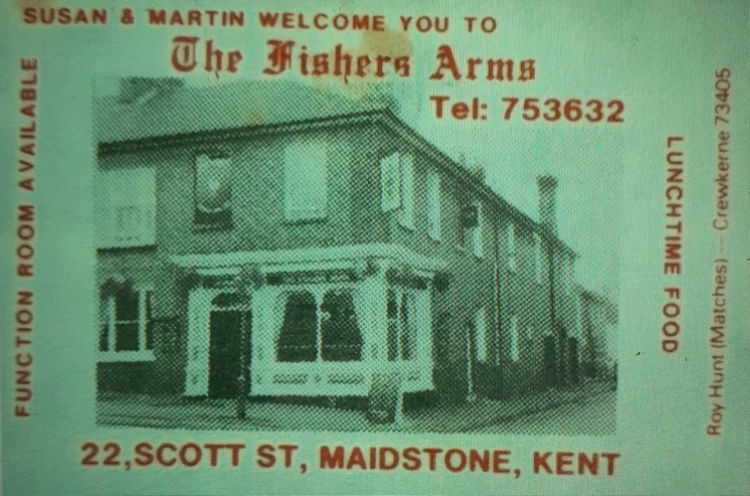 SUSAN & MARTIN WELCOME YOU TO
The Fishers Arms
Tel: 753632
FUNCTION ROOM AVAILABLE
LUNCHTIME FOOD
Roy Hunt (Matches) — Crewkerne 73405
22,SCOTT ST, MAIDSTONE, KENT